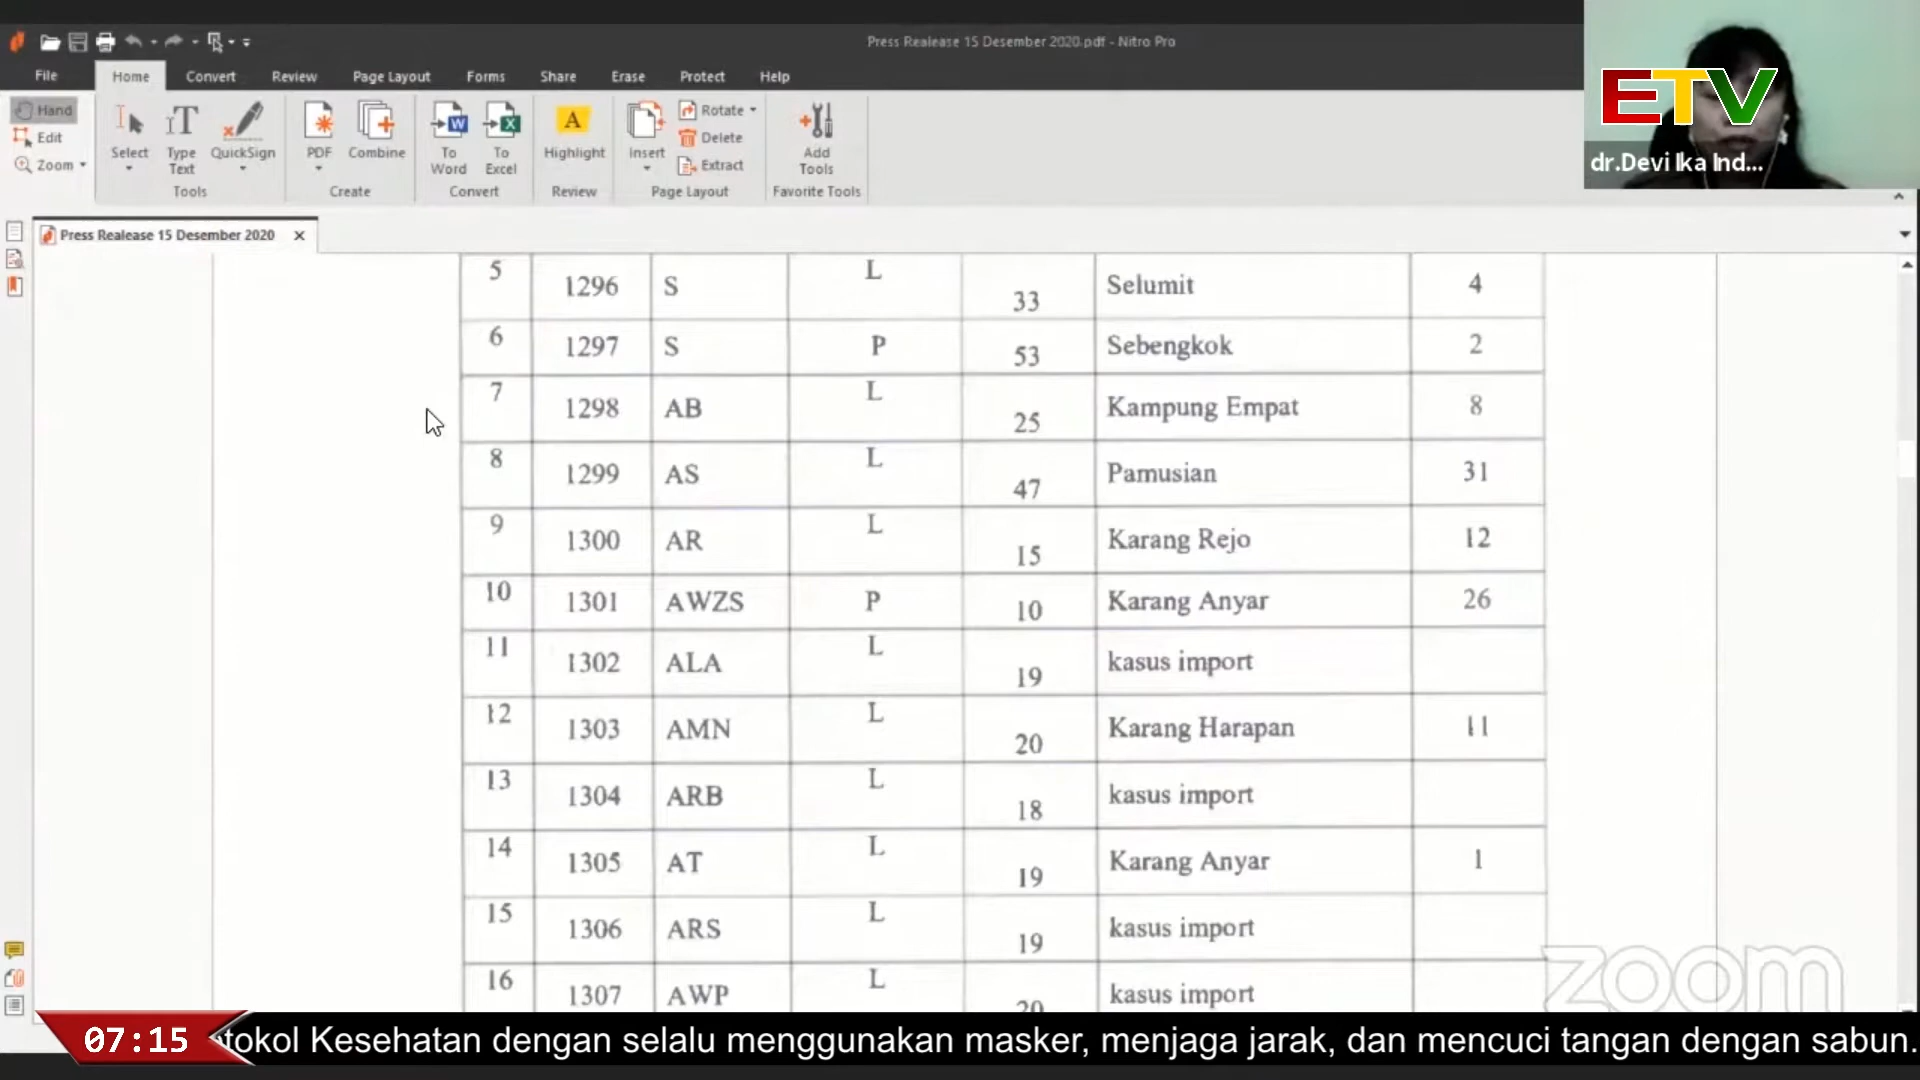 Press Realease 15 Desember 2020.pdf - Nitro Pro
File Home Convert Review Page Layout Forms Share Erase Protect Help
Hand
Edit
Zoom
Select
Type Text
QuickSign
Tools
PDF
Combine
Create
To Word
To Excel
Convert
A
Highlight
Review
Insert
Rotate
Delete
Extract
Page Layout
Add Tools
Favorite Tools
ETV
dr.Devi Ika Ind...
Press Realease 15 Desember 2020
5 1296 S L 33 Selumit 4
6 1297 S P 53 Sebengkok 2
7 1298 AB L 25 Kampung Empat 8
8 1299 AS L 47 Pamusian 31
9 1300 AR L 15 Karang Rejo 12
10 1301 AWZS P 10 Karang Anyar 26
11 1302 ALA L 19 kasus import
12 1303 AMN L 20 Karang Harapan 11
13 1304 ARB L 18 kasus import
14 1305 AT L 19 Karang Anyar 1
15 1306 ARS L 19 kasus import
16 1307 AWP L 20 kasus import
zoom
07:15 tokol Kesehatan dengan selalu menggunakan masker, menjaga jarak, dan mencuci tangan dengan sabun.